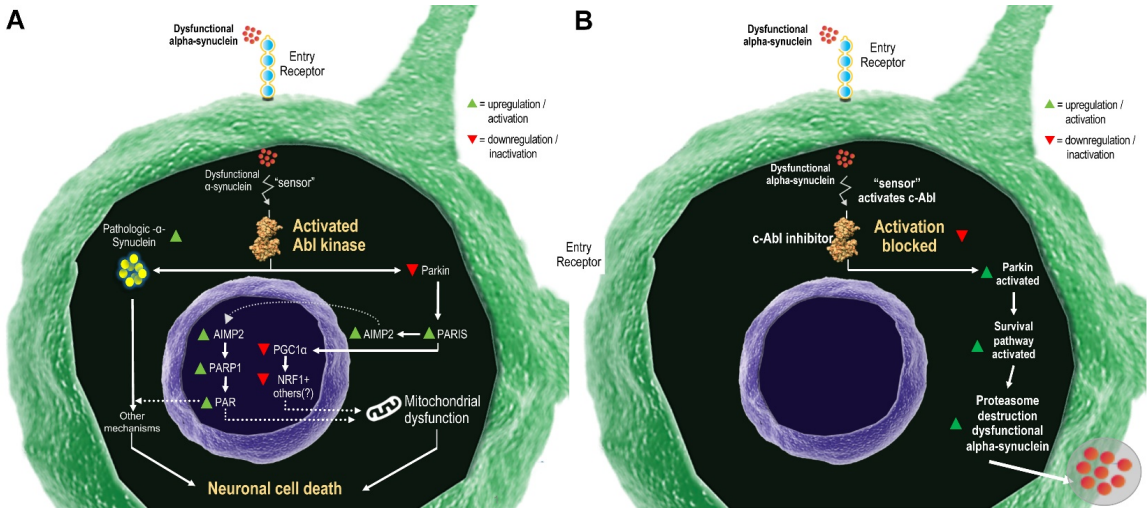 A
Dysfunctional
alpha-synuclein
Entry
Receptor
= upregulation /
activation
= downregulation /
inactivation
Dysfunctional
α-synuclein
“sensor”
Activated
Abl kinase
Pathologic -α-
Synuclein
Parkin
AIMP2
AIMP2
PARIS
PGC1α
PARP1
NRF1+
others(?)
PAR
Other
mechanisms
Mitochondrial
dysfunction
Neuronal cell death
B
Dysfunctional
alpha-synuclein
Entry
Receptor
= upregulation /
activation
= downregulation /
inactivation
Dysfunctional
alpha-synuclein
“sensor”
activates c-Abl
c-Abl inhibitor
Activation
blocked
Entry
Receptor
Parkin
activated
Survival
pathway
activated
Proteasome
destruction
dysfunctional
alpha-synuclein